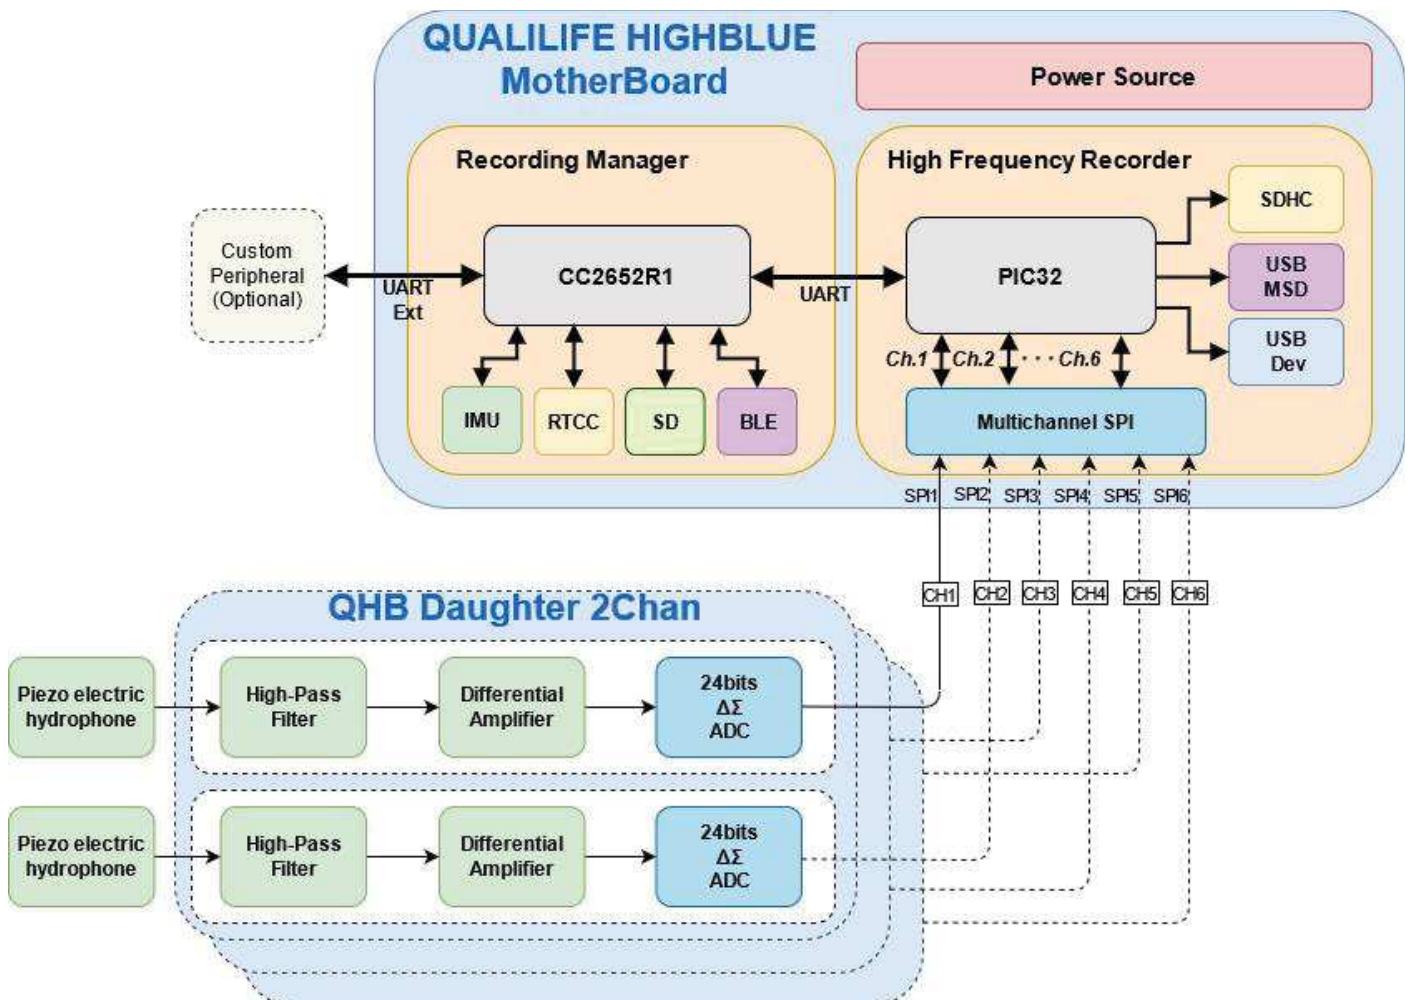 QUALILIFE HIGHBLUE
MotherBoard
Power Source
Recording Manager
High Frequency Recorder
SDHC
Custom
Peripheral
(Optional)
UART
Ext
CC2652R1
UART
PIC32
USB
MSD
USB
Dev
Ch.1
Ch.2
· · ·
Ch.6
IMU
RTCC
SD
BLE
Multichannel SPI
SPI1
SPI2
SPI3
SPI4
SPI5
SPI6
CH1
CH2
CH3
CH4
CH5
CH6
QHB Daughter 2Chan
Piezo electric
hydrophone
High-Pass
Filter
Differential
Amplifier
24bits
ΔΣ
ADC
Piezo electric
hydrophone
High-Pass
Filter
Differential
Amplifier
24bits
ΔΣ
ADC